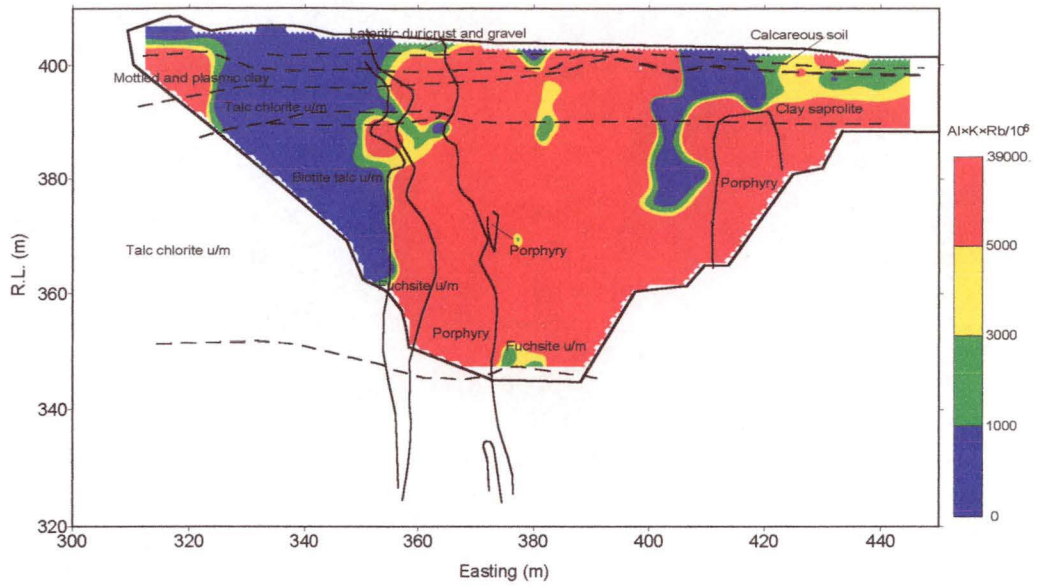 Lateritic duricrust and gravel
Calcareous soil
Mottled and plasmic clay
Talc chlorite u/m
Clay saprolite
Biotite talc u/m
Porphyry
Talc chlorite u/m
Porphyry
Fuchsite u/m
Porphyry
Fuchsite u/m
Al×K×Rb/10⁶
39000.
5000
3000
1000
0
R.L. (m)
400
380
360
340
320
300
320
340
360
380
400
420
440
Easting (m)